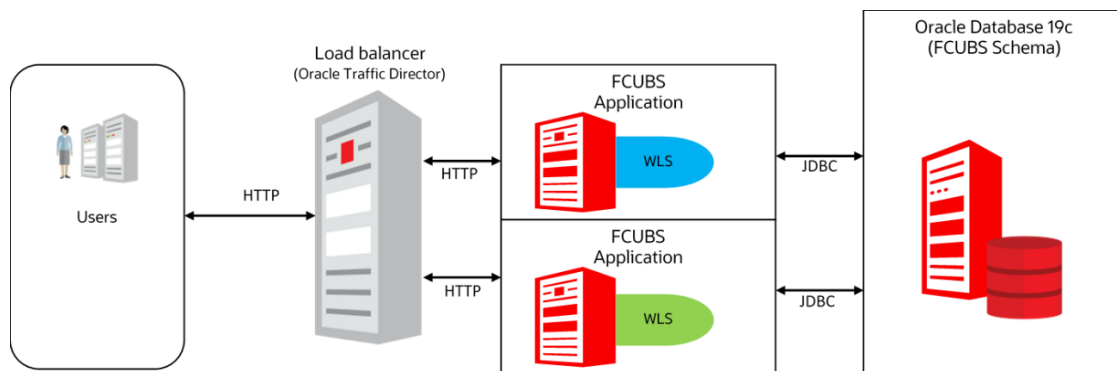 Users
HTTP
Load balancer
(Oracle Traffic Director)
HTTP
HTTP
FCUBS
Application
WLS
FCUBS
Application
WLS
JDBC
JDBC
Oracle Database 19c
(FCUBS Schema)